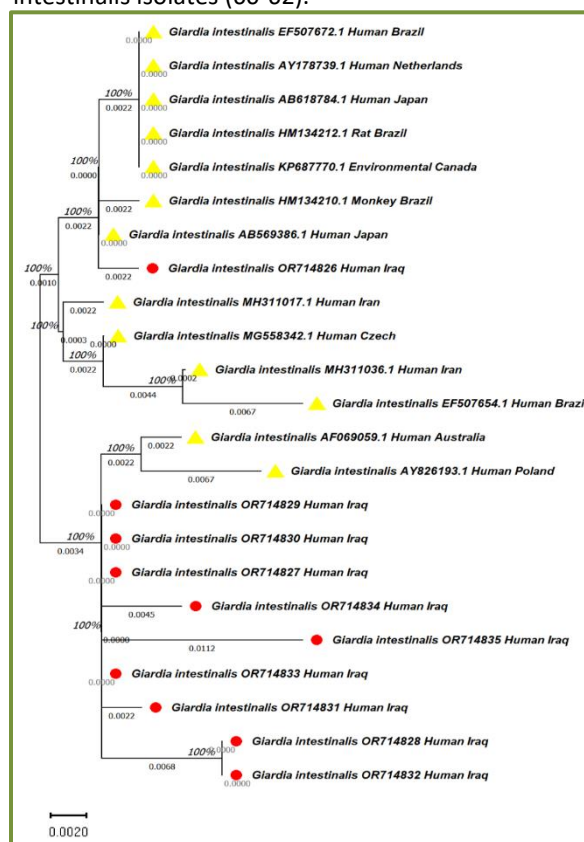 intestinalis isolates (60-62).
0.0000
Giardia intestinalis EF507672.1 Human Brazil
0.0000
Giardia intestinalis AY178739.1 Human Netherlands
100%
0.0022
0.0000
Giardia intestinalis AB618784.1 Human Japan
0.0000
Giardia intestinalis HM134212.1 Rat Brazil
100%
0.0000
0.0000
Giardia intestinalis KP687770.1 Environmental Canada
0.0022
Giardia intestinalis HM134210.1 Monkey Brazil
100%
0.0022
0.0000
Giardia intestinalis AB569386.1 Human Japan
0.0022
Giardia intestinalis OR714826 Human Iraq
100%
0.0010
0.0022
Giardia intestinalis MH311017.1 Human Iran
100%
0.0003
0.0000
Giardia intestinalis MG558342.1 Human Czech
100%
0.0022
0.0002
Giardia intestinalis MH311036.1 Human Iran
100%
0.0044
0.0067
Giardia intestinalis EF507654.1 Human Brazil
0.0022
Giardia intestinalis AF069059.1 Human Australia
100%
0.0022
0.0067
Giardia intestinalis AY826193.1 Human Poland
0.0000
Giardia intestinalis OR714829 Human Iraq
100%
0.0034
0.0000
Giardia intestinalis OR714830 Human Iraq
0.0000
Giardia intestinalis OR714827 Human Iraq
0.0045
Giardia intestinalis OR714834 Human Iraq
100%
0.0000
0.0112
Giardia intestinalis OR714835 Human Iraq
0.0000
Giardia intestinalis OR714833 Human Iraq
0.0022
Giardia intestinalis OR714831 Human Iraq
0.0000
Giardia intestinalis OR714828 Human Iraq
100%
0.0068
0.0000
Giardia intestinalis OR714832 Human Iraq
0.0020